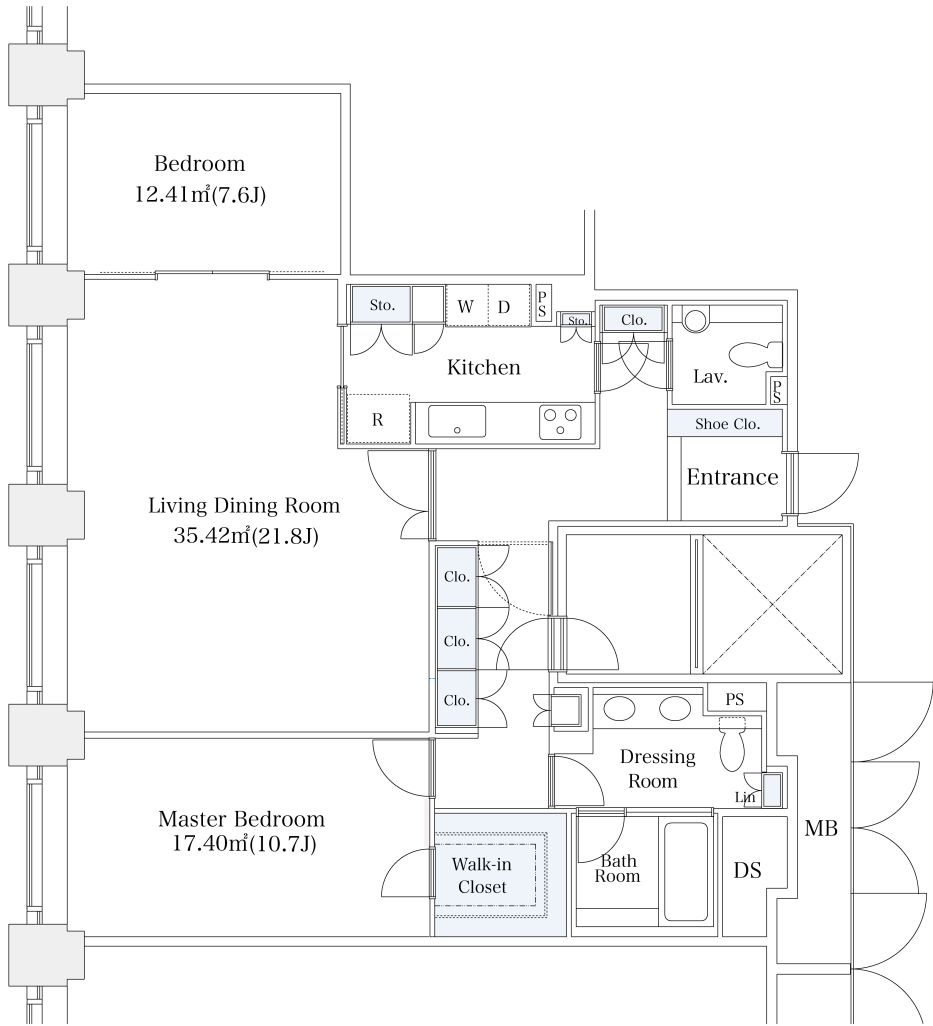 Bedroom
12.41㎡(7.6J)
Sto.
W
D
PS
Sto.
Clo.
Kitchen
Lav.
PS
R
Shoe Clo.
Entrance
Living Dining Room
35.42㎡(21.8J)
Clo.
Clo.
Clo.
PS
Dressing
Room
Lin
Master Bedroom
17.40㎡(10.7J)
MB
Walk-in
Closet
Bath
Room
DS